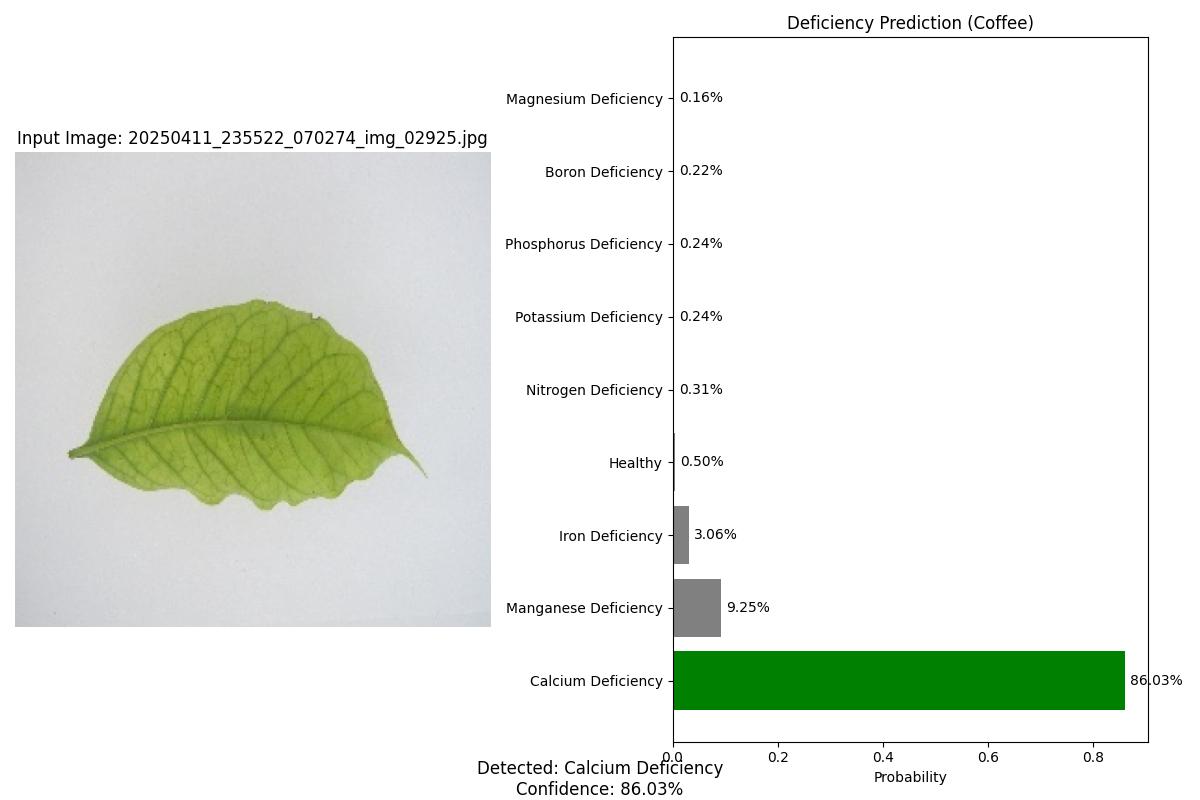 Deficiency Prediction (Coffee)
Input Image: 20250411_235522_070274_img_02925.jpg
Magnesium Deficiency 0.16%
Boron Deficiency 0.22%
Phosphorus Deficiency 0.24%
Potassium Deficiency 0.24%
Nitrogen Deficiency 0.31%
Healthy 0.50%
Iron Deficiency 3.06%
Manganese Deficiency 9.25%
Calcium Deficiency 86.03%
0.0 0.2 0.4 0.6 0.8
Probability
Detected: Calcium Deficiency
Confidence: 86.03%